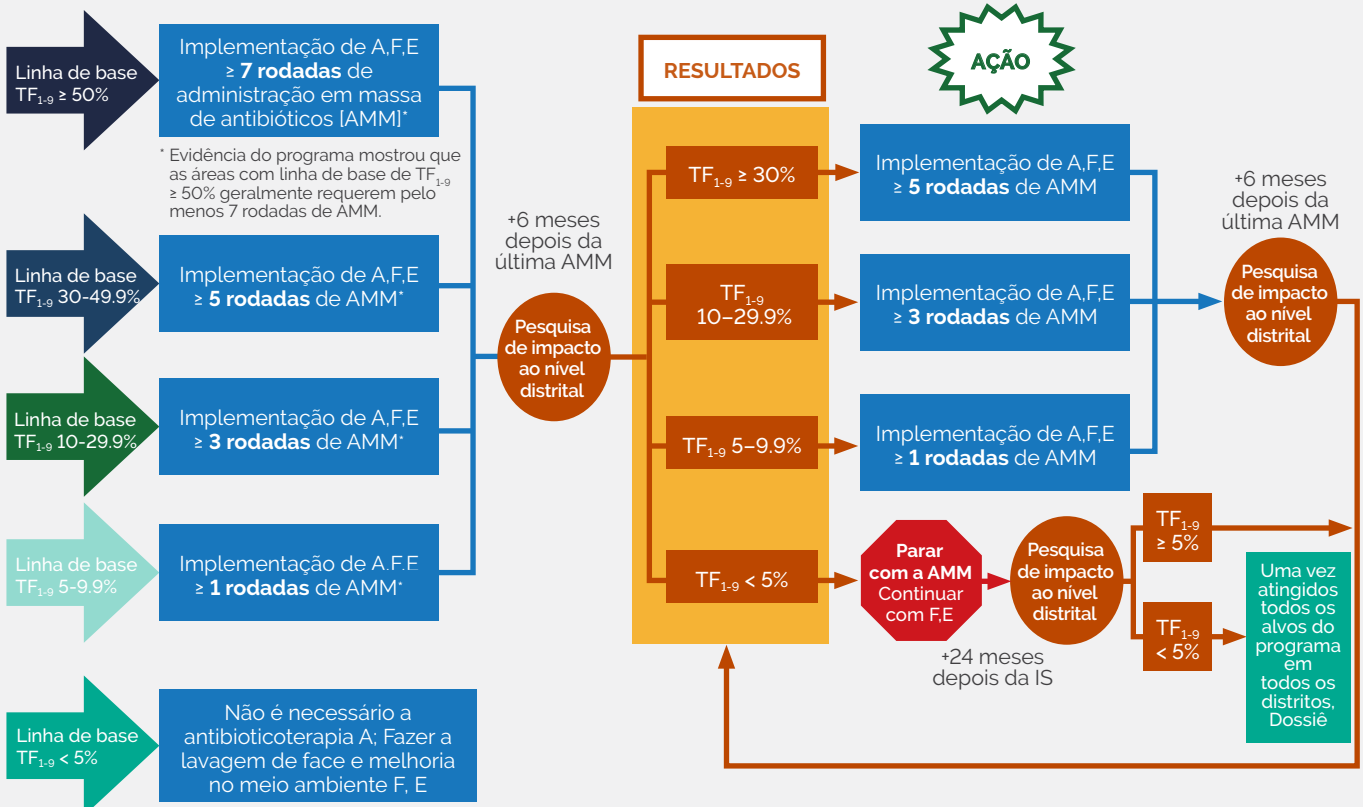 Linha de base
TF1-9 ≥ 50%
Implementação de A,F,E
≥ 7 rodadas de
administração em massa
de antibióticos [AMM]*
* Evidência do programa mostrou que
as áreas com linha de base de TF1-9
≥ 50% geralmente requerem pelo
menos 7 rodadas de AMM.
Linha de base
TF1-9 30-49.9%
Implementação de A,F,E
≥ 5 rodadas de AMM*
Linha de base
TF1-9 10-29.9%
Implementação de A,F,E
≥ 3 rodadas de AMM*
Linha de base
TF1-9 5-9.9%
Implementação de A,F,E
≥ 1 rodadas de AMM*
Linha de base
TF1-9 < 5%
Não é necessário a
antibioticoterapia A; Fazer a
lavagem de face e melhoria
no meio ambiente F, E
+6 meses
depois da
última AMM
Pesquisa
de impacto
ao nível
distrital
RESULTADOS
TF1-9 ≥ 30%
TF1-9
10–29.9%
TF1-9 5–9.9%
TF1-9 < 5%
AÇÃO
Implementação de A,F,E
≥ 5 rodadas de AMM
Implementação de A,F,E
≥ 3 rodadas de AMM
Implementação de A,F,E
≥ 1 rodadas de AMM
+6 meses
depois da
última AMM
Pesquisa
de impacto
ao nível
distrital
Parar
com a AMM
Continuar
com F,E
+24 meses
depois da IS
Pesquisa
de impacto
ao nível
distrital
TF1-9
≥ 5%
TF1-9
< 5%
Uma vez
atingidos
todos os
alvos do
programa
em
todos os
distritos,
Dossiê